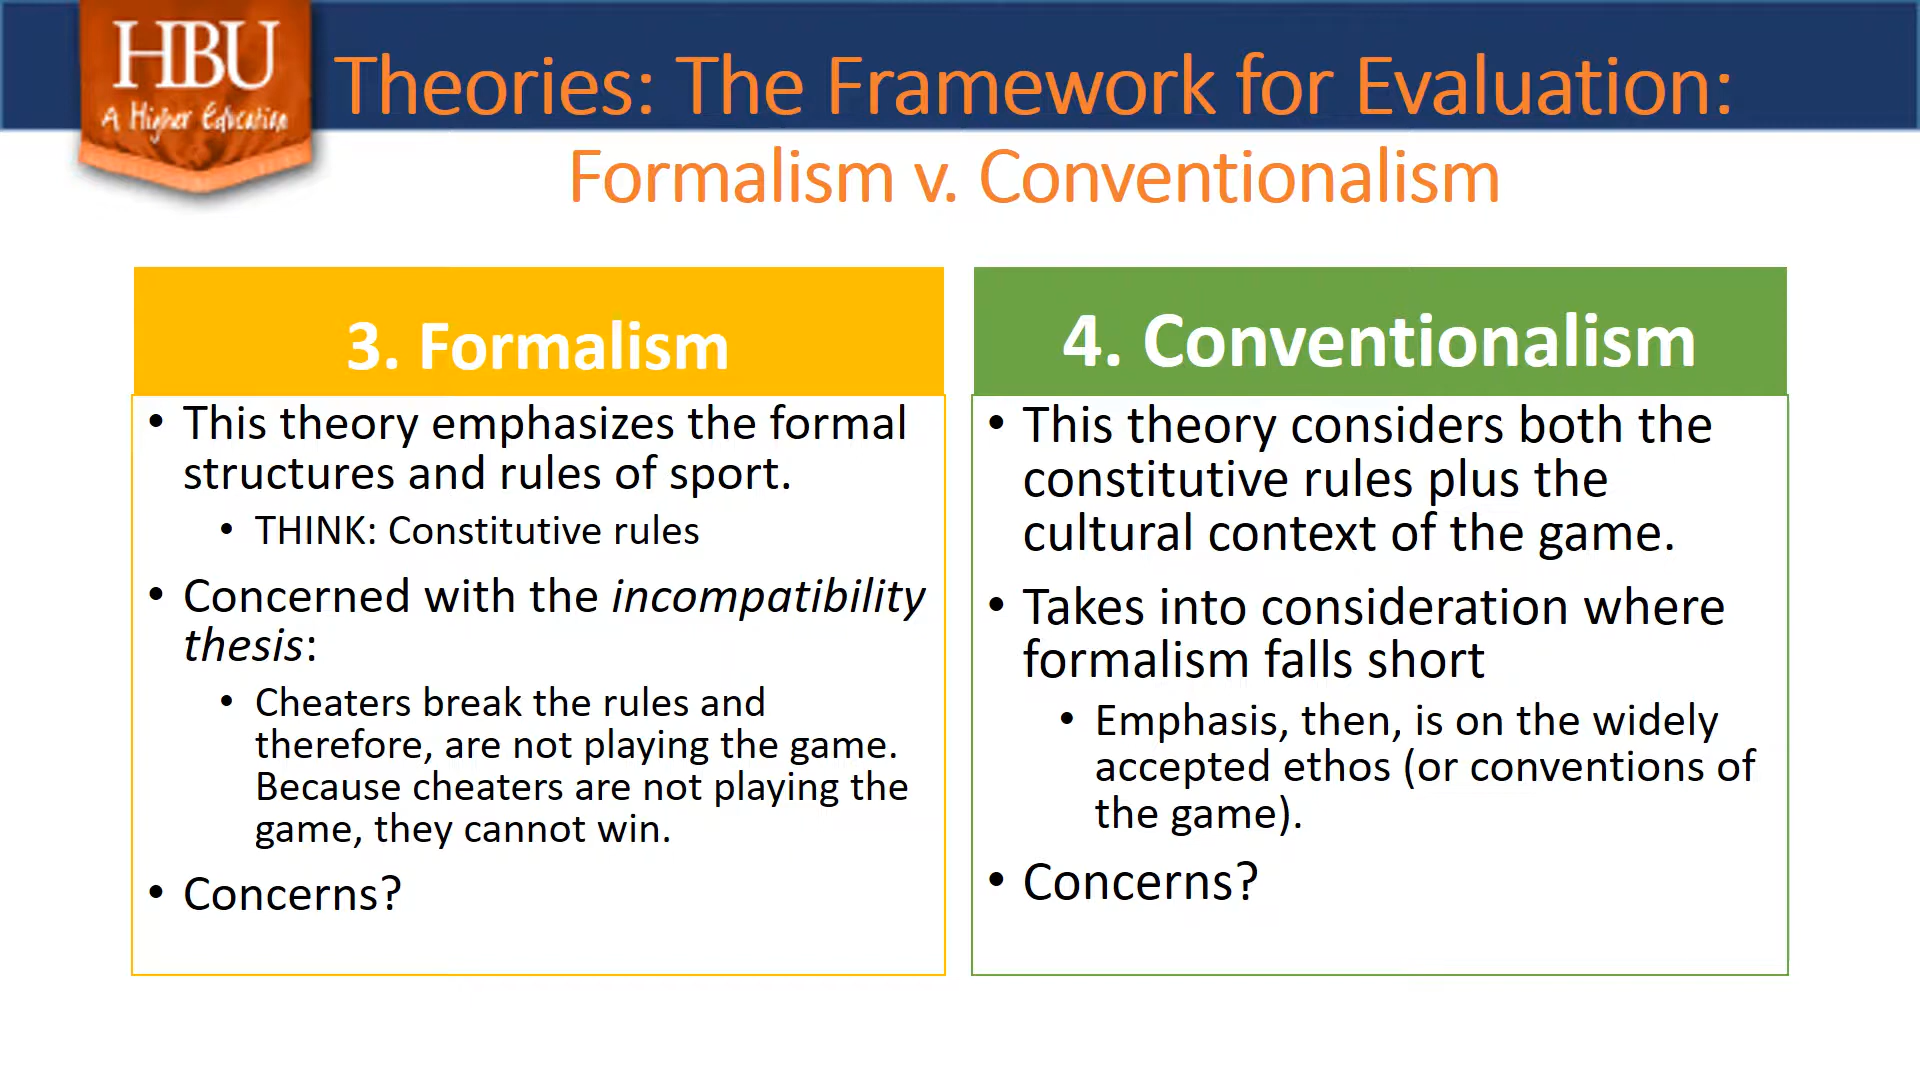 HBU
A Higher Education
Theories: The Framework for Evaluation:
Formalism v. Conventionalism
3. Formalism
• This theory emphasizes the formal
structures and rules of sport.
• THINK: Constitutive rules
• Concerned with the incompatibility
thesis:
• Cheaters break the rules and
therefore, are not playing the game.
Because cheaters are not playing the
game, they cannot win.
• Concerns?
4. Conventionalism
• This theory considers both the
constitutive rules plus the
cultural context of the game.
• Takes into consideration where
formalism falls short
• Emphasis, then, is on the widely
accepted ethos (or conventions of
the game).
• Concerns?